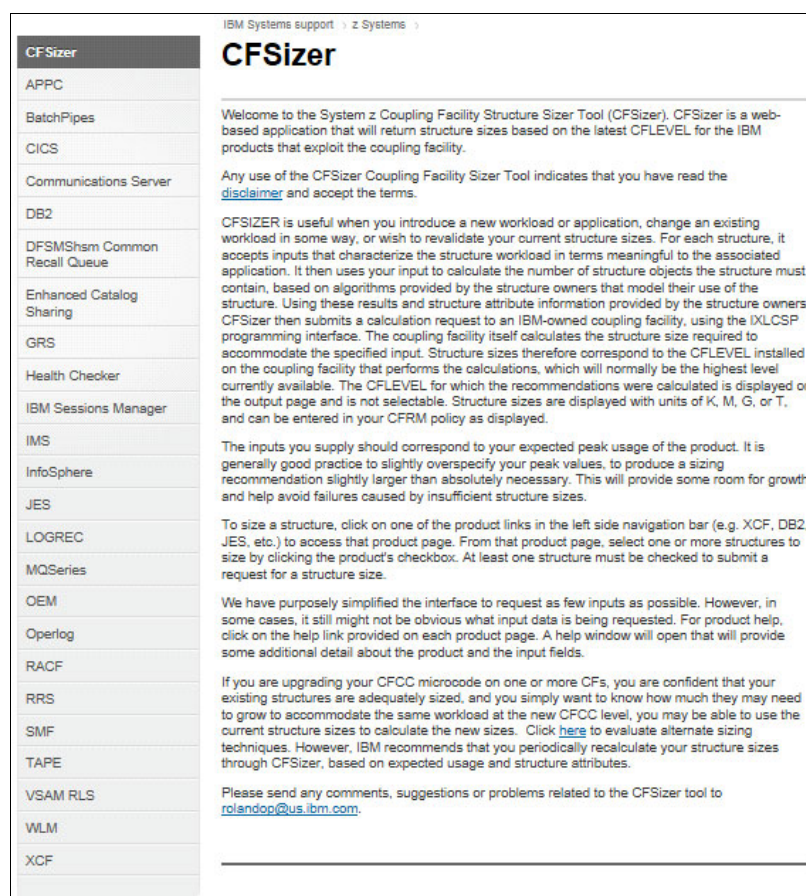 IBM Systems support > z Systems >
CFSizer
CFSizer
APPC
BatchPipes
CICS
Communications Server
DB2
DFSMShsm Common
Recall Queue
Enhanced Catalog
Sharing
GRS
Health Checker
IBM Sessions Manager
IMS
InfoSphere
JES
LOGREC
MQSeries
OEM
Operlog
RACF
RRS
SMF
TAPE
VSAM RLS
WLM
XCF
Welcome to the System z Coupling Facility Structure Sizer Tool (CFSizer). CFSizer is a web-
based application that will return structure sizes based on the latest CFLEVEL for the IBM
products that exploit the coupling facility.
Any use of the CFSizer Coupling Facility Sizer Tool indicates that you have read the
disclaimer and accept the terms.
CFSIZER is useful when you introduce a new workload or application, change an existing
workload in some way, or wish to revalidate your current structure sizes. For each structure, it
accepts inputs that characterize the structure workload in terms meaningful to the associated
application. It then uses your input to calculate the number of structure objects the structure must
contain, based on algorithms provided by the structure owners that model their use of the
structure. Using these results and structure attribute information provided by the structure owners
CFSizer then submits a calculation request to an IBM-owned coupling facility, using the IXLCSP
programming interface. The coupling facility itself calculates the structure size required to
accommodate the specified input. Structure sizes therefore correspond to the CFLEVEL installed
on the coupling facility that performs the calculations, which will normally be the highest level
currently available. The CFLEVEL for which the recommendations were calculated is displayed on
the output page and is not selectable. Structure sizes are displayed with units of K, M, G, or T,
and can be entered in your CFRM policy as displayed.
The inputs you supply should correspond to your expected peak usage of the product. It is
generally good practice to slightly overspecify your peak values, to produce a sizing
recommendation slightly larger than absolutely necessary. This will provide some room for growth
and help avoid failures caused by insufficient structure sizes.
To size a structure, click on one of the product links in the left side navigation bar (e.g. XCF, DB2,
JES, etc.) to access that product page. From that product page, select one or more structures to
size by clicking the product's checkbox. At least one structure must be checked to submit a
request for a structure size.
We have purposely simplified the interface to request as few inputs as possible. However, in
some cases, it still might not be obvious what input data is being requested. For product help,
click on the help link provided on each product page. A help window will open that will provide
some additional detail about the product and the input fields.
If you are upgrading your CFCC microcode on one or more CFs, you are confident that your
existing structures are adequately sized, and you simply want to know how much they may need
to grow to accommodate the same workload at the new CFCC level, you may be able to use the
current structure sizes to calculate the new sizes. Click here to evaluate alternate sizing
techniques. However, IBM recommends that you periodically recalculate your structure sizes
through CFSizer, based on expected usage and structure attributes.
Please send any comments, suggestions or problems related to the CFSizer tool to
rolandop@us.ibm.com.